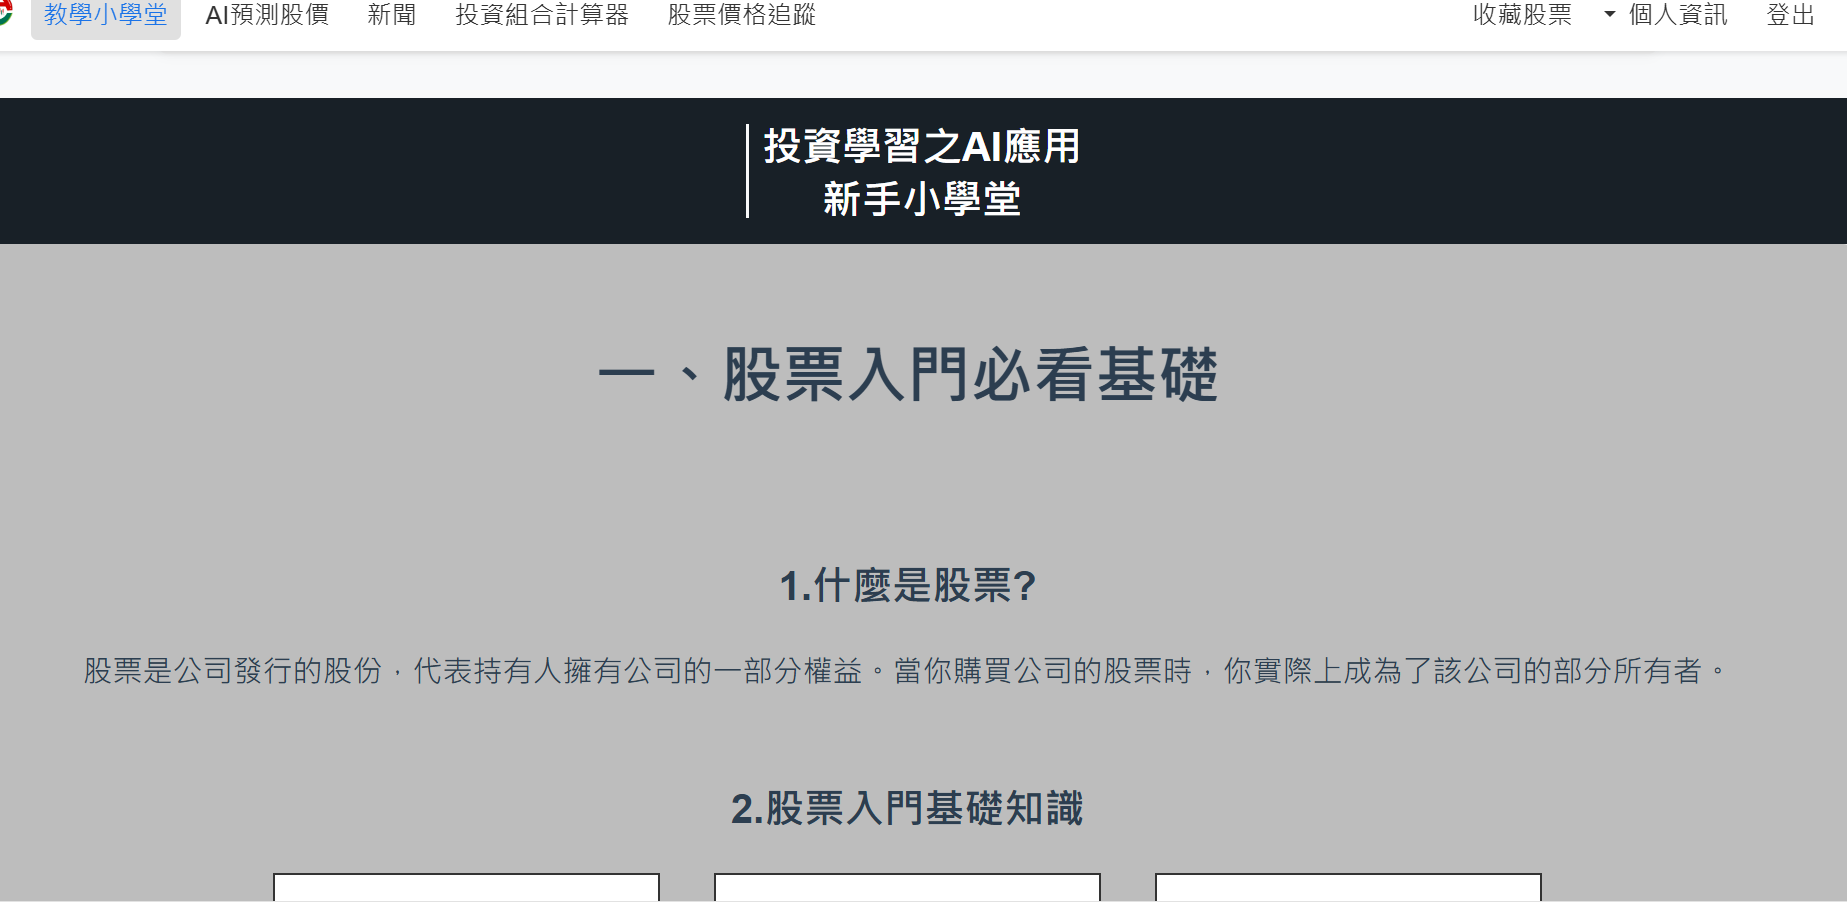 教學小學堂 AI預測股價 新聞 投資組合計算器 股票價格追蹤 收藏股票 個人資訊 登出
投資學習之AI應用
新手小學堂
一、股票入門必看基礎
1.什麼是股票?
股票是公司發行的股份，代表持有人擁有公司的一部分權益。當你購買公司的股票時，你實際上成為了該公司的部分所有者。
2.股票入門基礎知識